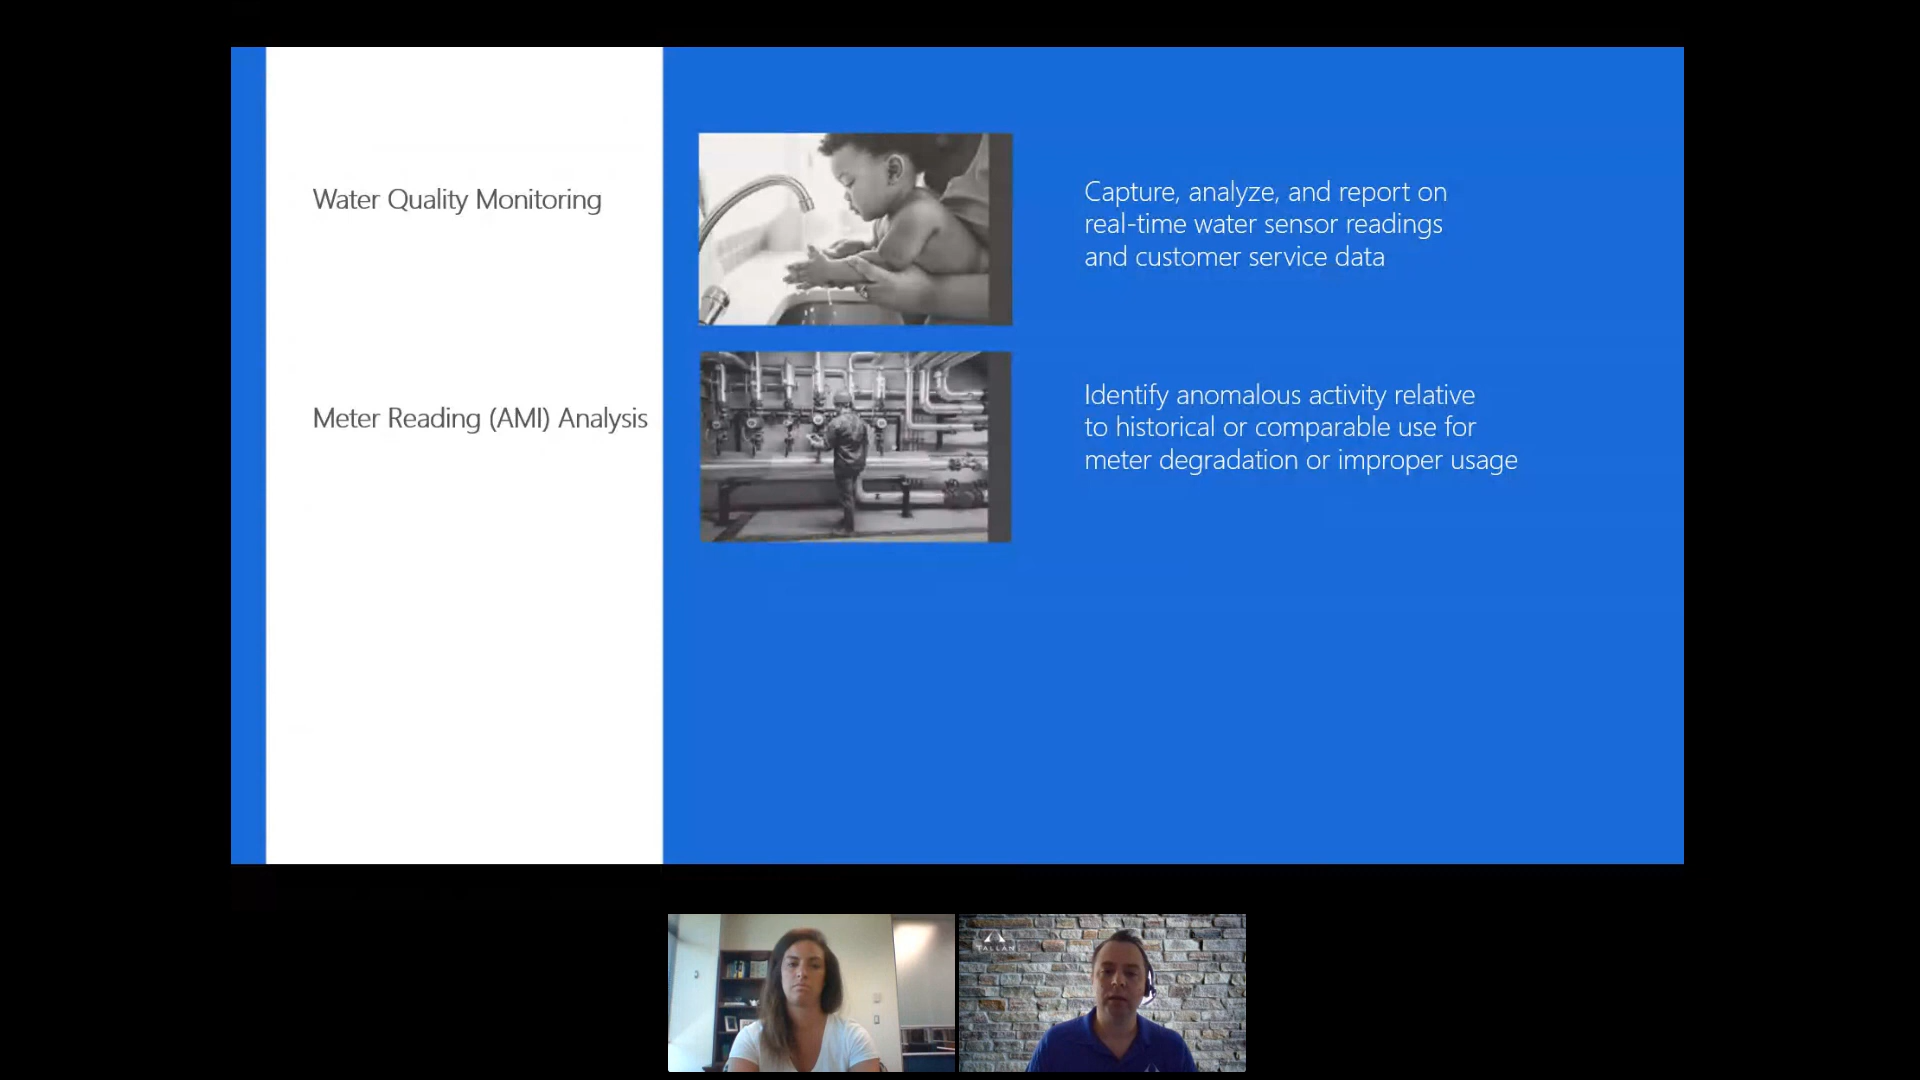 Water Quality Monitoring
Capture, analyze, and report on
real-time water sensor readings
and customer service data
Meter Reading (AMI) Analysis
Identify anomalous activity relative
to historical or comparable use for
meter degradation or improper usage
TALLAN